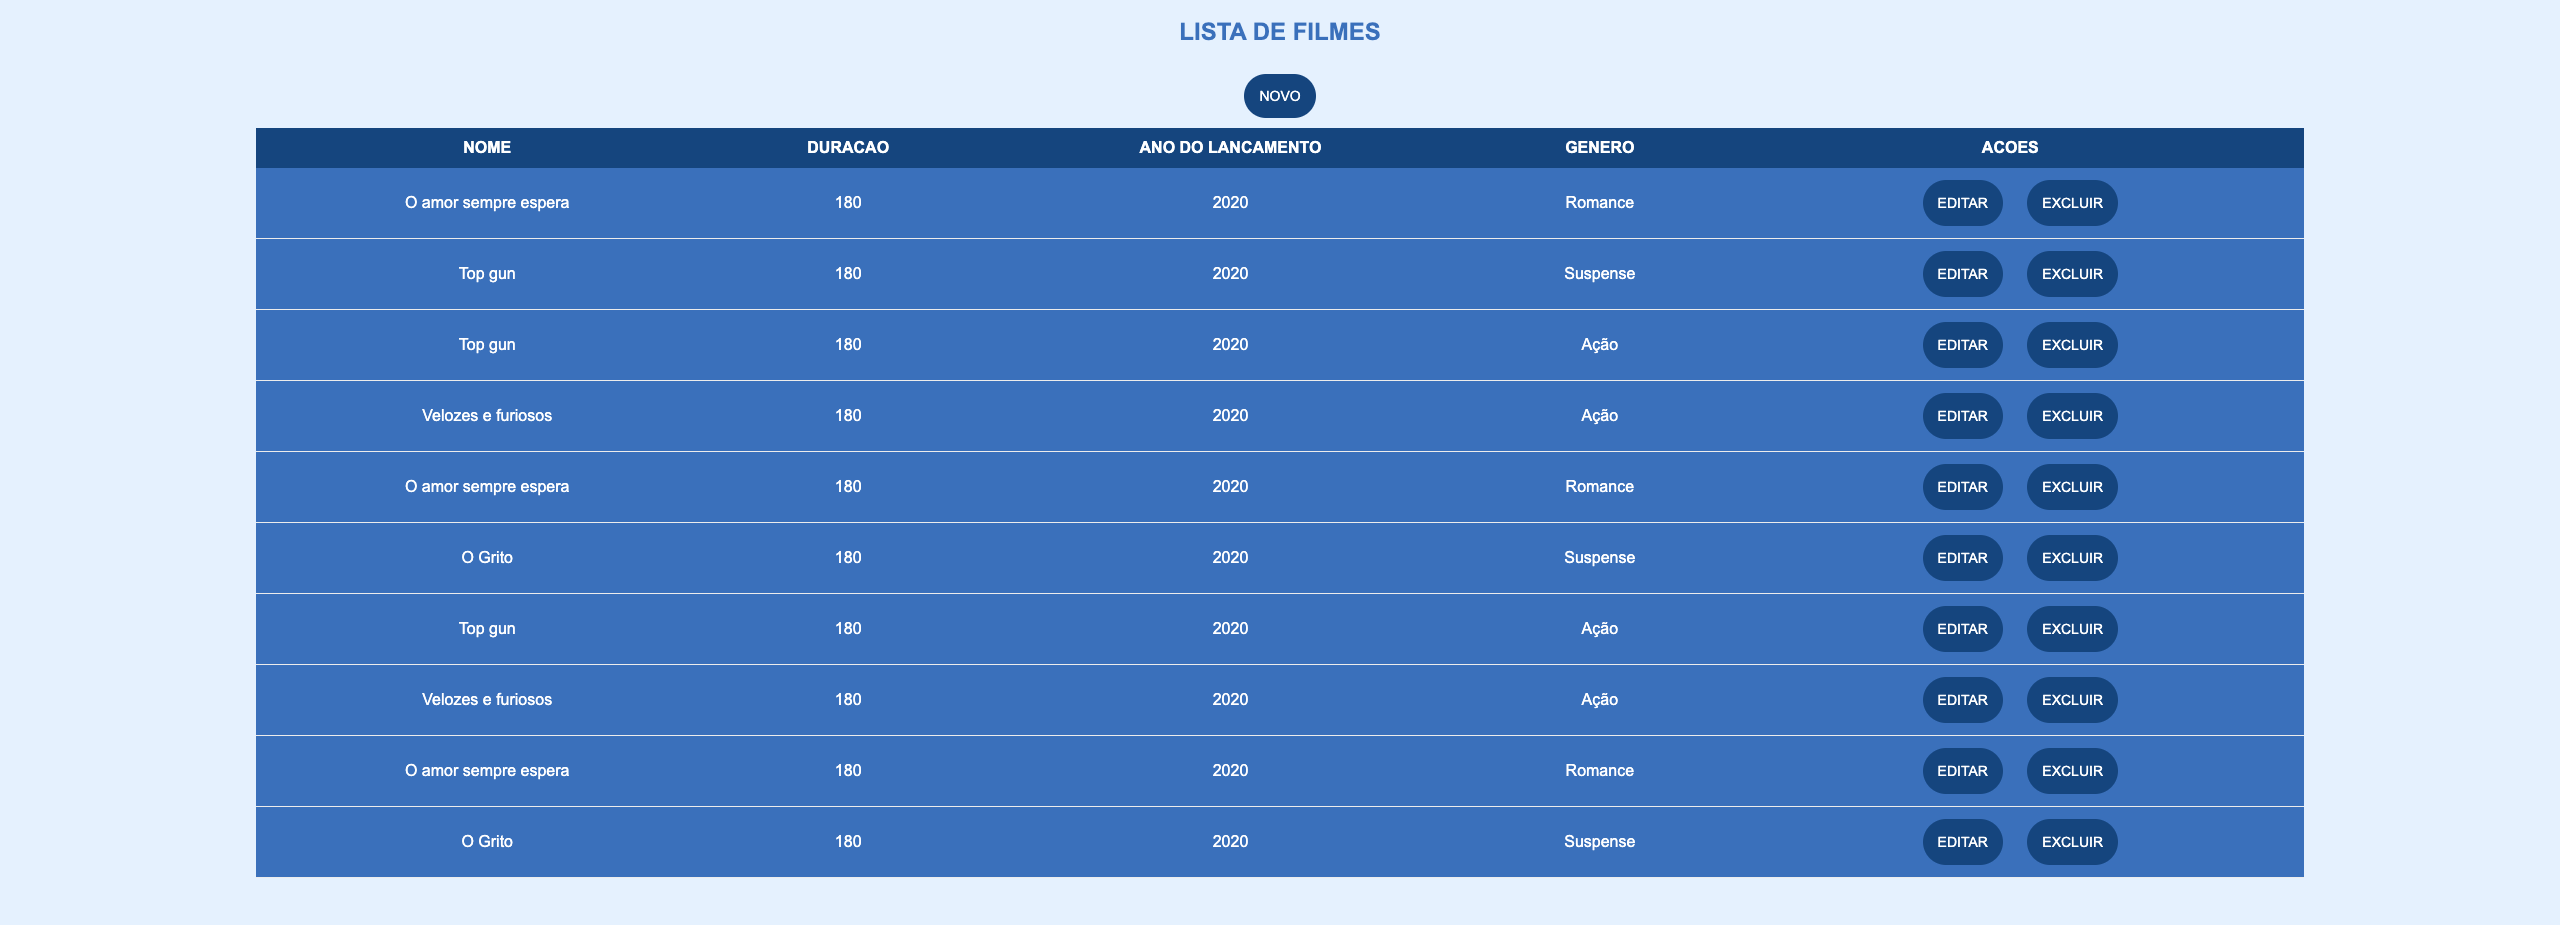 LISTA DE FILMES
NOVO
NOME DURACAO ANO DO LANCAMENTO GENERO ACOES
O amor sempre espera 180 2020 Romance EDITAR EXCLUIR
Top gun 180 2020 Suspense EDITAR EXCLUIR
Top gun 180 2020 Ação EDITAR EXCLUIR
Velozes e furiosos 180 2020 Ação EDITAR EXCLUIR
O amor sempre espera 180 2020 Romance EDITAR EXCLUIR
O Grito 180 2020 Suspense EDITAR EXCLUIR
Top gun 180 2020 Ação EDITAR EXCLUIR
Velozes e furiosos 180 2020 Ação EDITAR EXCLUIR
O amor sempre espera 180 2020 Romance EDITAR EXCLUIR
O Grito 180 2020 Suspense EDITAR EXCLUIR